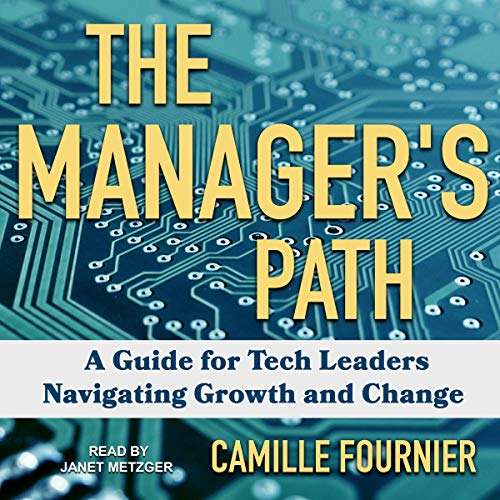 THE
MANAGER'S
PATH
A Guide for Tech Leaders
Navigating Growth and Change
READ BY
JANET METZGER
CAMILLE FOURNIER